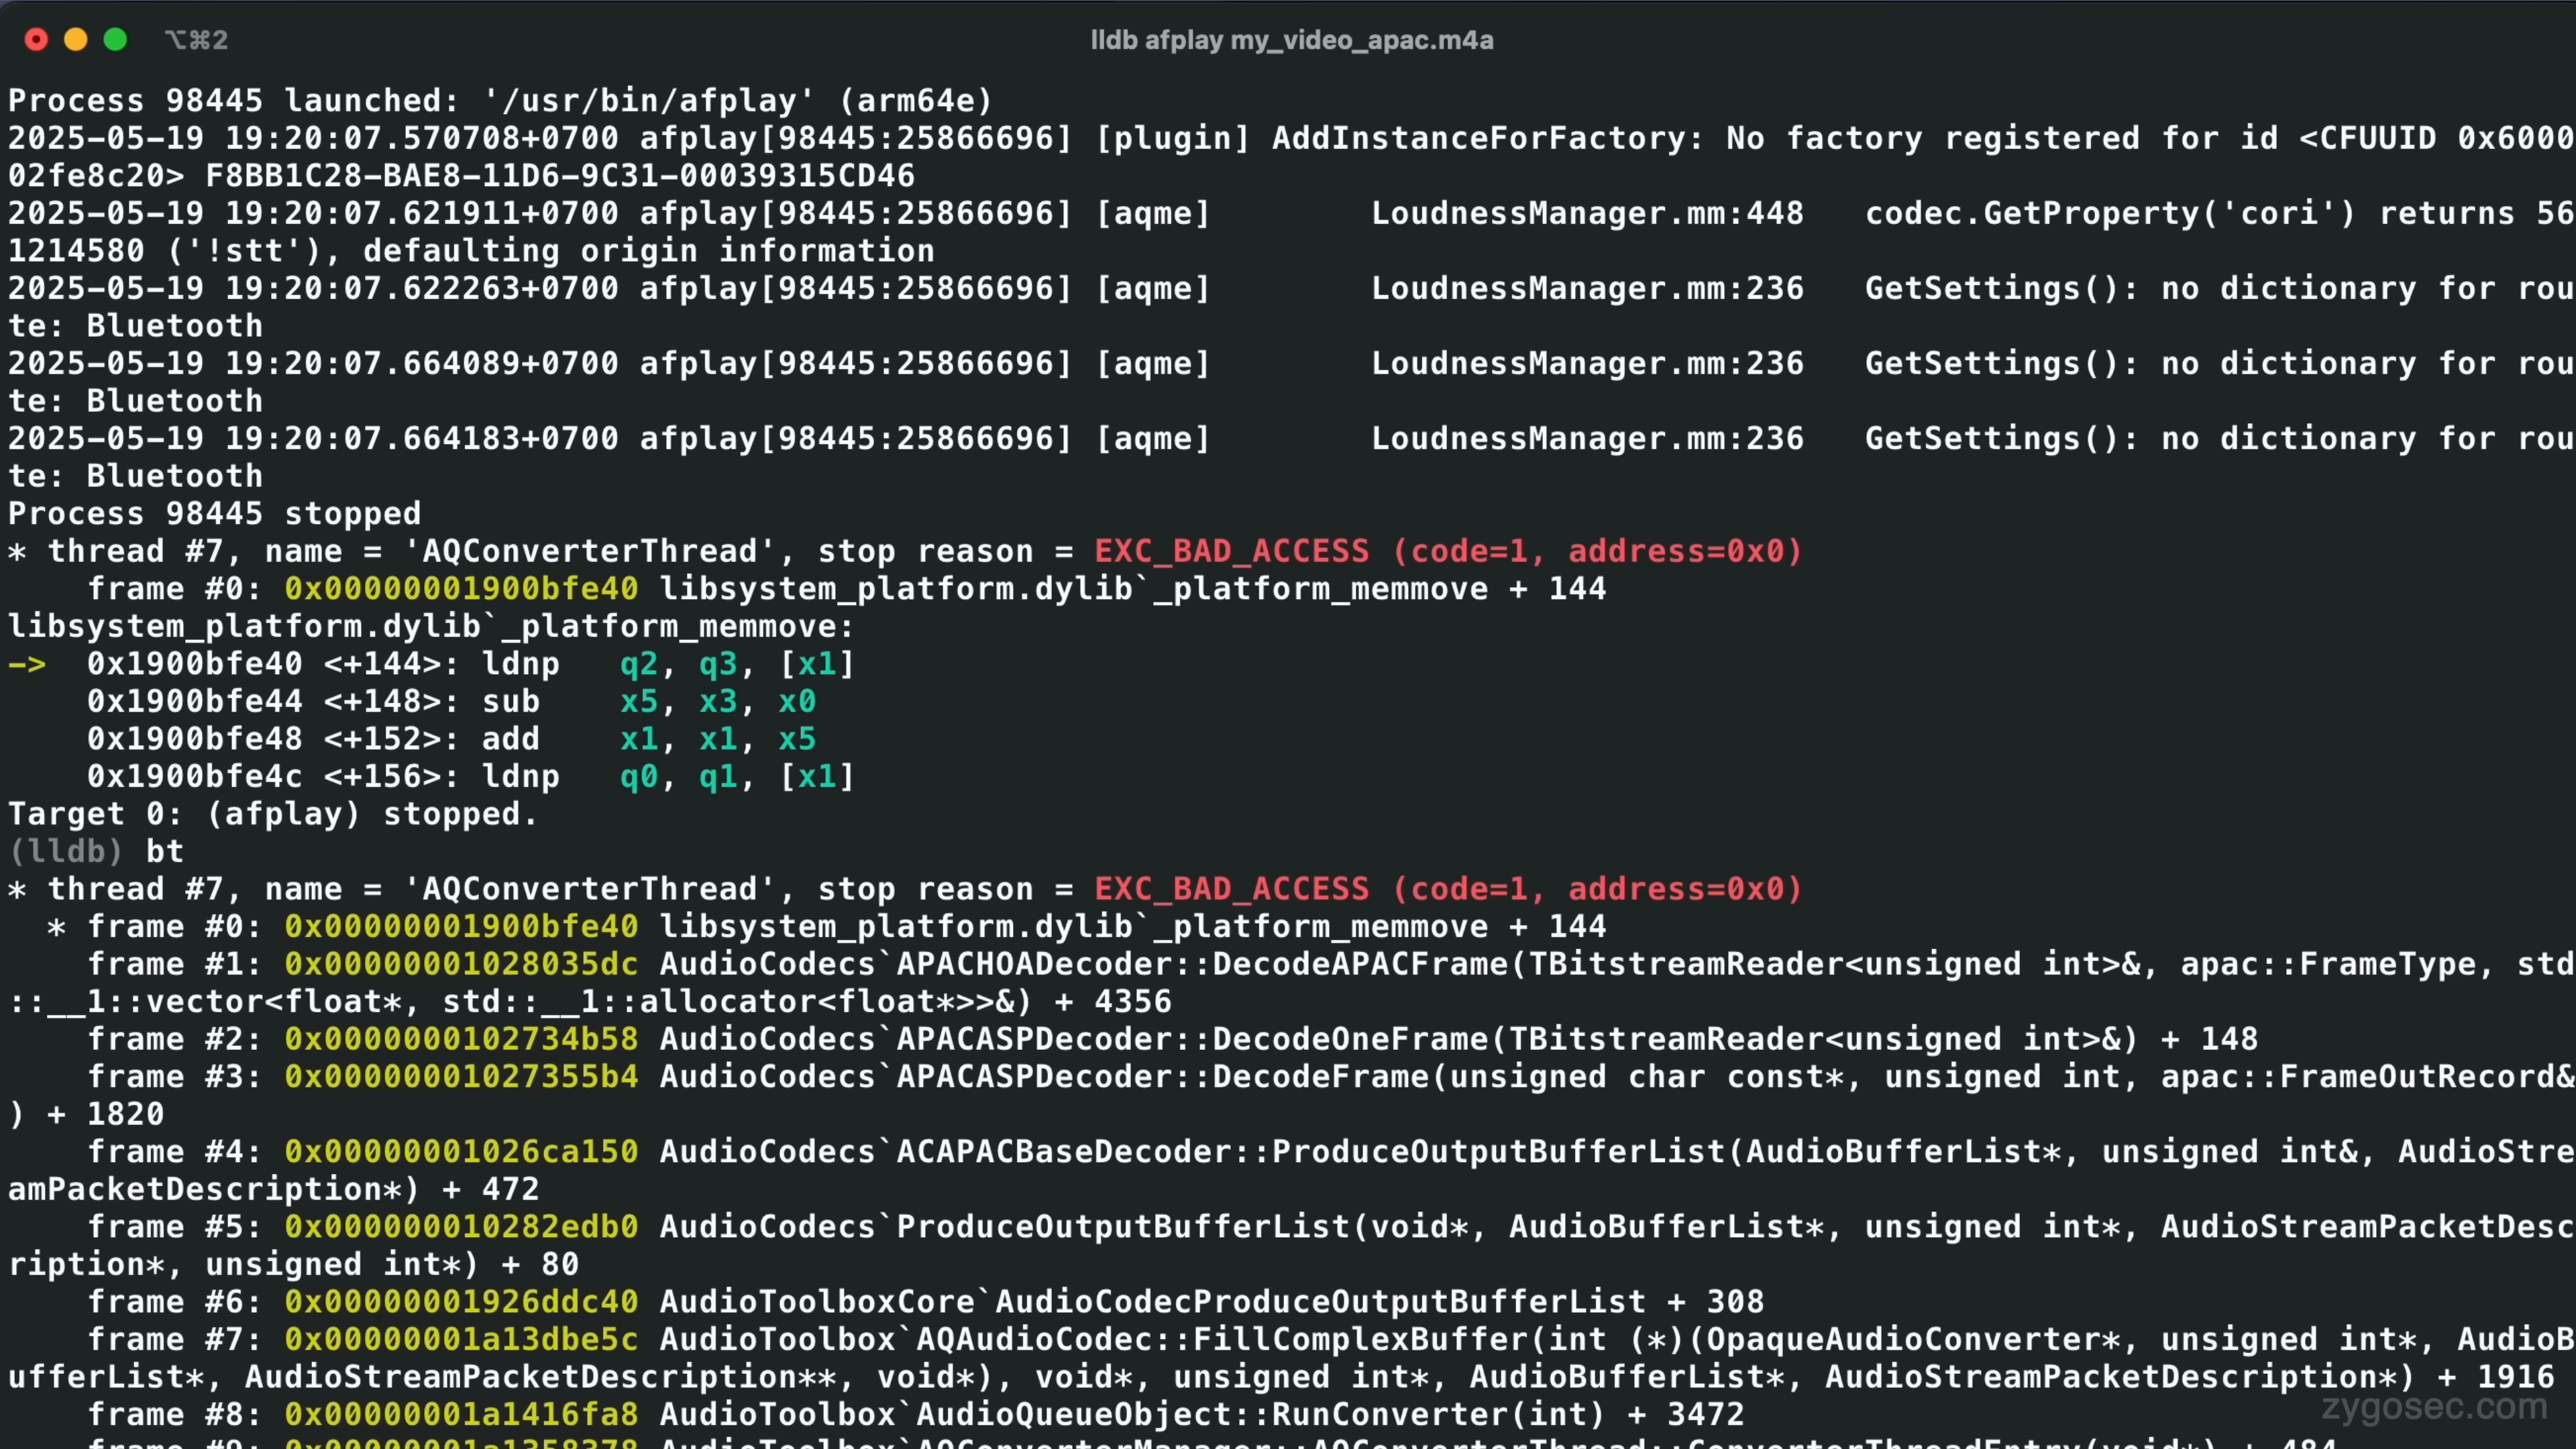 ⌥⌘2
lldb afplay my_video_apac.m4a
Process 98445 launched: '/usr/bin/afplay' (arm64e)
2025-05-19 19:20:07.570708+0700 afplay[98445:25866696] [plugin] AddInstanceForFactory: No factory registered for id <CFUUID 0x6000
02fe8c20> F8BB1C28-BAE8-11D6-9C31-00039315CD46
2025-05-19 19:20:07.621911+0700 afplay[98445:25866696] [aqme]        LoudnessManager.mm:448   codec.GetProperty('cori') returns 56
1214580 ('!stt'), defaulting origin information
2025-05-19 19:20:07.622263+0700 afplay[98445:25866696] [aqme]        LoudnessManager.mm:236   GetSettings(): no dictionary for rou
te: Bluetooth
2025-05-19 19:20:07.664089+0700 afplay[98445:25866696] [aqme]        LoudnessManager.mm:236   GetSettings(): no dictionary for rou
te: Bluetooth
2025-05-19 19:20:07.664183+0700 afplay[98445:25866696] [aqme]        LoudnessManager.mm:236   GetSettings(): no dictionary for rou
te: Bluetooth
Process 98445 stopped
* thread #7, name = 'AQConverterThread', stop reason = EXC_BAD_ACCESS (code=1, address=0x0)
    frame #0: 0x00000001900bfe40 libsystem_platform.dylib`_platform_memmove + 144
libsystem_platform.dylib`_platform_memmove:
->  0x1900bfe40 <+144>: ldnp   q2, q3, [x1]
    0x1900bfe44 <+148>: sub    x5, x3, x0
    0x1900bfe48 <+152>: add    x1, x1, x5
    0x1900bfe4c <+156>: ldnp   q0, q1, [x1]
Target 0: (afplay) stopped.
(lldb) bt
* thread #7, name = 'AQConverterThread', stop reason = EXC_BAD_ACCESS (code=1, address=0x0)
  * frame #0: 0x00000001900bfe40 libsystem_platform.dylib`_platform_memmove + 144
    frame #1: 0x00000001028035dc AudioCodecs`APACHOADecoder::DecodeAPACFrame(TBitstreamReader<unsigned int>&, apac::FrameType, std
::__1::vector<float*, std::__1::allocator<float*>>&) + 4356
    frame #2: 0x0000000102734b58 AudioCodecs`APACASPDecoder::DecodeOneFrame(TBitstreamReader<unsigned int>&) + 148
    frame #3: 0x00000001027355b4 AudioCodecs`APACASPDecoder::DecodeFrame(unsigned char const*, unsigned int, apac::FrameOutRecord&
) + 1820
    frame #4: 0x00000001026ca150 AudioCodecs`ACAPACBaseDecoder::ProduceOutputBufferList(AudioBufferList*, unsigned int&, AudioStre
amPacketDescription*) + 472
    frame #5: 0x000000010282edb0 AudioCodecs`ProduceOutputBufferList(void*, AudioBufferList*, unsigned int*, AudioStreamPacketDesc
ription*, unsigned int*) + 80
    frame #6: 0x00000001926ddc40 AudioToolboxCore`AudioCodecProduceOutputBufferList + 308
    frame #7: 0x00000001a13dbe5c AudioToolbox`AQAudioCodec::FillComplexBuffer(int (*)(OpaqueAudioConverter*, unsigned int*, AudioB
ufferList*, AudioStreamPacketDescription**, void*), void*, unsigned int*, AudioBufferList*, AudioStreamPacketDescription*) + 1916
    frame #8: 0x00000001a1416fa8 AudioToolbox`AudioQueueObject::RunConverter(int) + 3472
    frame #9: 0x00000001a1358378 AudioToolbox`AQConverterManager::AQConverterThread::ConverterThreadEntry(void*) + 484
zygosec.com